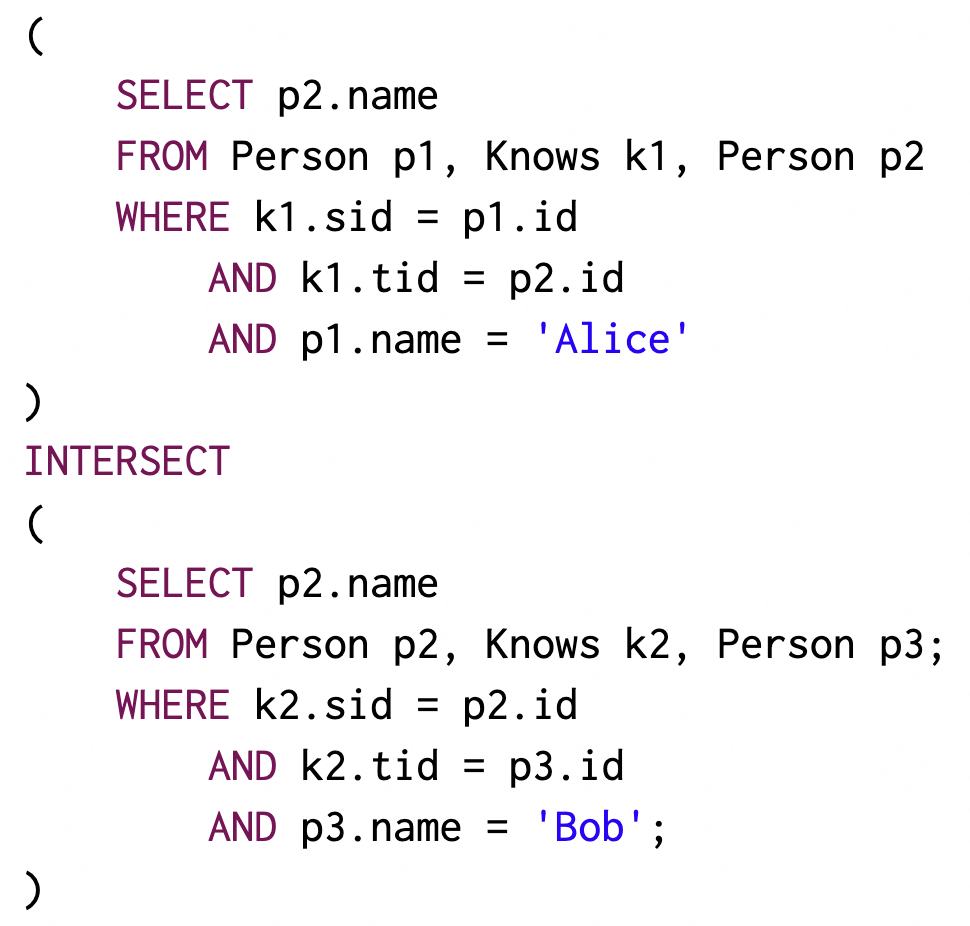 (
    SELECT p2.name
    FROM Person p1, Knows k1, Person p2
    WHERE k1.sid = p1.id
        AND k1.tid = p2.id
        AND p1.name = 'Alice'
)
INTERSECT
(
    SELECT p2.name
    FROM Person p2, Knows k2, Person p3;
    WHERE k2.sid = p2.id
        AND k2.tid = p3.id
        AND p3.name = 'Bob';
)